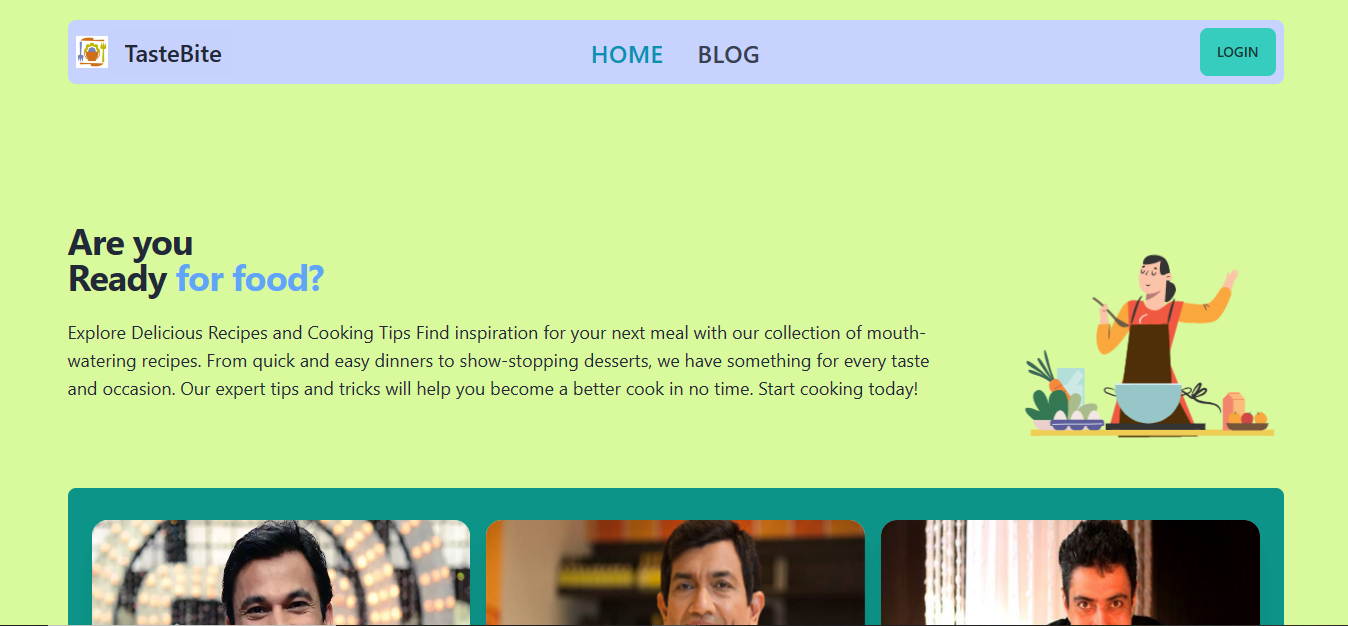 TasteBite
HOME BLOG
LOGIN
Are you
Ready for food?
Explore Delicious Recipes and Cooking Tips Find inspiration for your next meal with our collection of mouth-
watering recipes. From quick and easy dinners to show-stopping desserts, we have something for every taste
and occasion. Our expert tips and tricks will help you become a better cook in no time. Start cooking today!